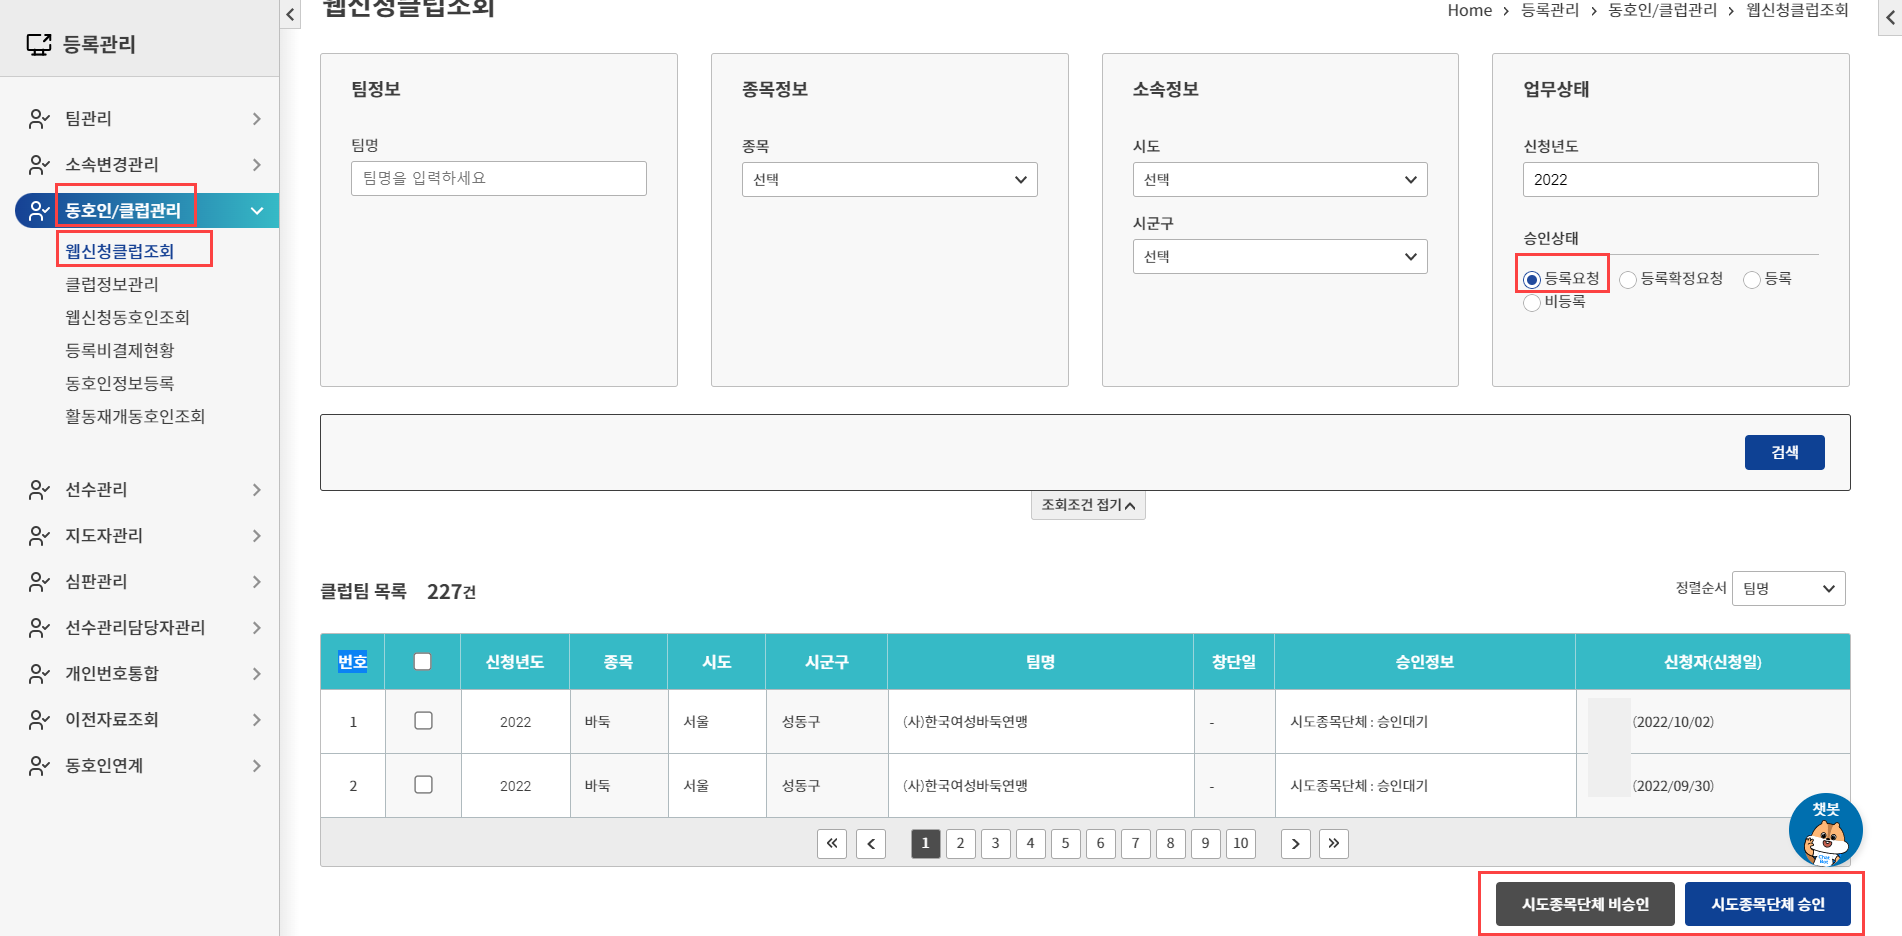 웹신청클럽조회
Home > 등록관리 > 동호인/클럽관리 > 웹신청클럽조회
등록관리
팀관리
소속변경관리
동호인/클럽관리
웹신청클럽조회
클럽정보관리
웹신청동호인조회
등록비결제현황
동호인정보등록
활동재개동호인조회
선수관리
지도자관리
심판관리
선수관리담당자관리
개인번호통합
이전자료조회
동호인연계
팀정보
팀명
팀명을 입력하세요
종목정보
종목
선택
소속정보
시도
선택
시군구
선택
업무상태
신청년도
2022
승인상태
등록요청 등록확정요청 등록
비등록
검색
조회조건 접기
클럽팀 목록 227건
정렬순서 팀명
번호 신청년도 종목 시도 시군구 팀명 창단일 승인정보 신청자(신청일)
1 2022 바둑 서울 성동구 (사)한국여성바둑연맹 - 시도종목단체 : 승인대기 (2022/10/02)
2 2022 바둑 서울 성동구 (사)한국여성바둑연맹 - 시도종목단체 : 승인대기 (2022/09/30)
« < 1 2 3 4 5 6 7 8 9 10 > »
챗봇
Chat Bot
시도종목단체 비승인 시도종목단체 승인